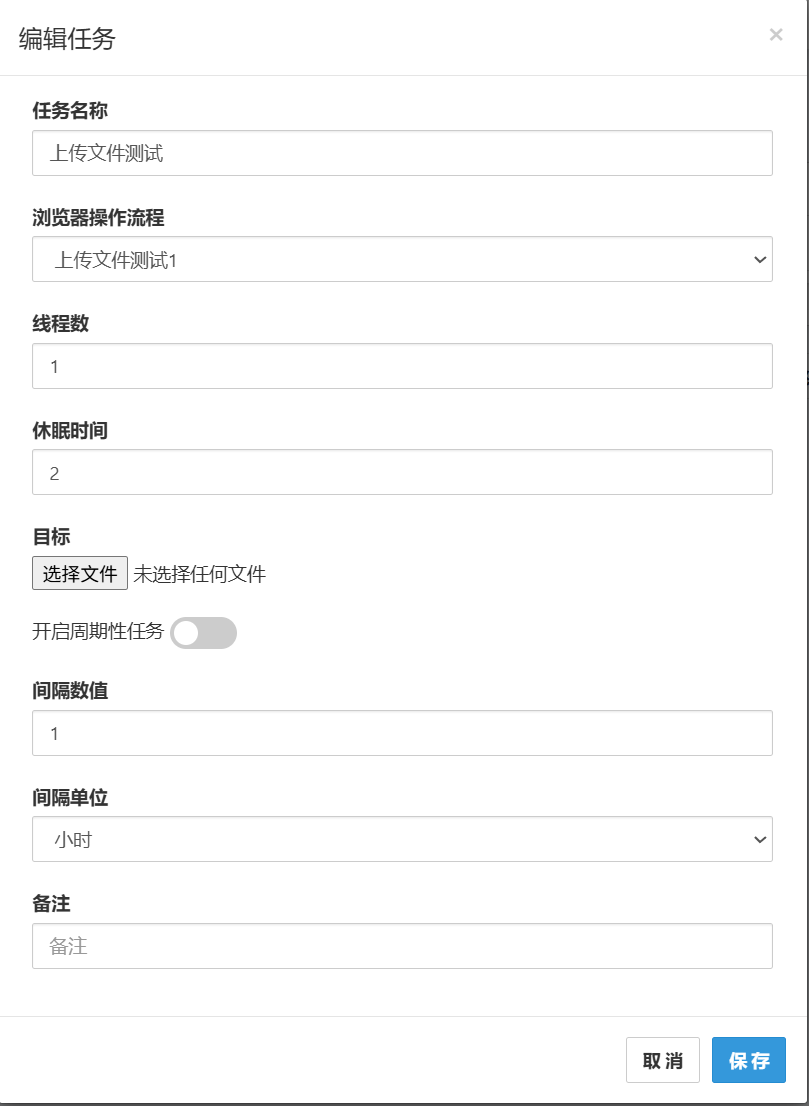 编辑任务
×
任务名称
上传文件测试
浏览器操作流程
上传文件测试1
线程数
1
休眠时间
2
目标
选择文件 未选择任何文件
开启周期性任务
间隔数值
1
间隔单位
小时
备注
备注
取消 保存